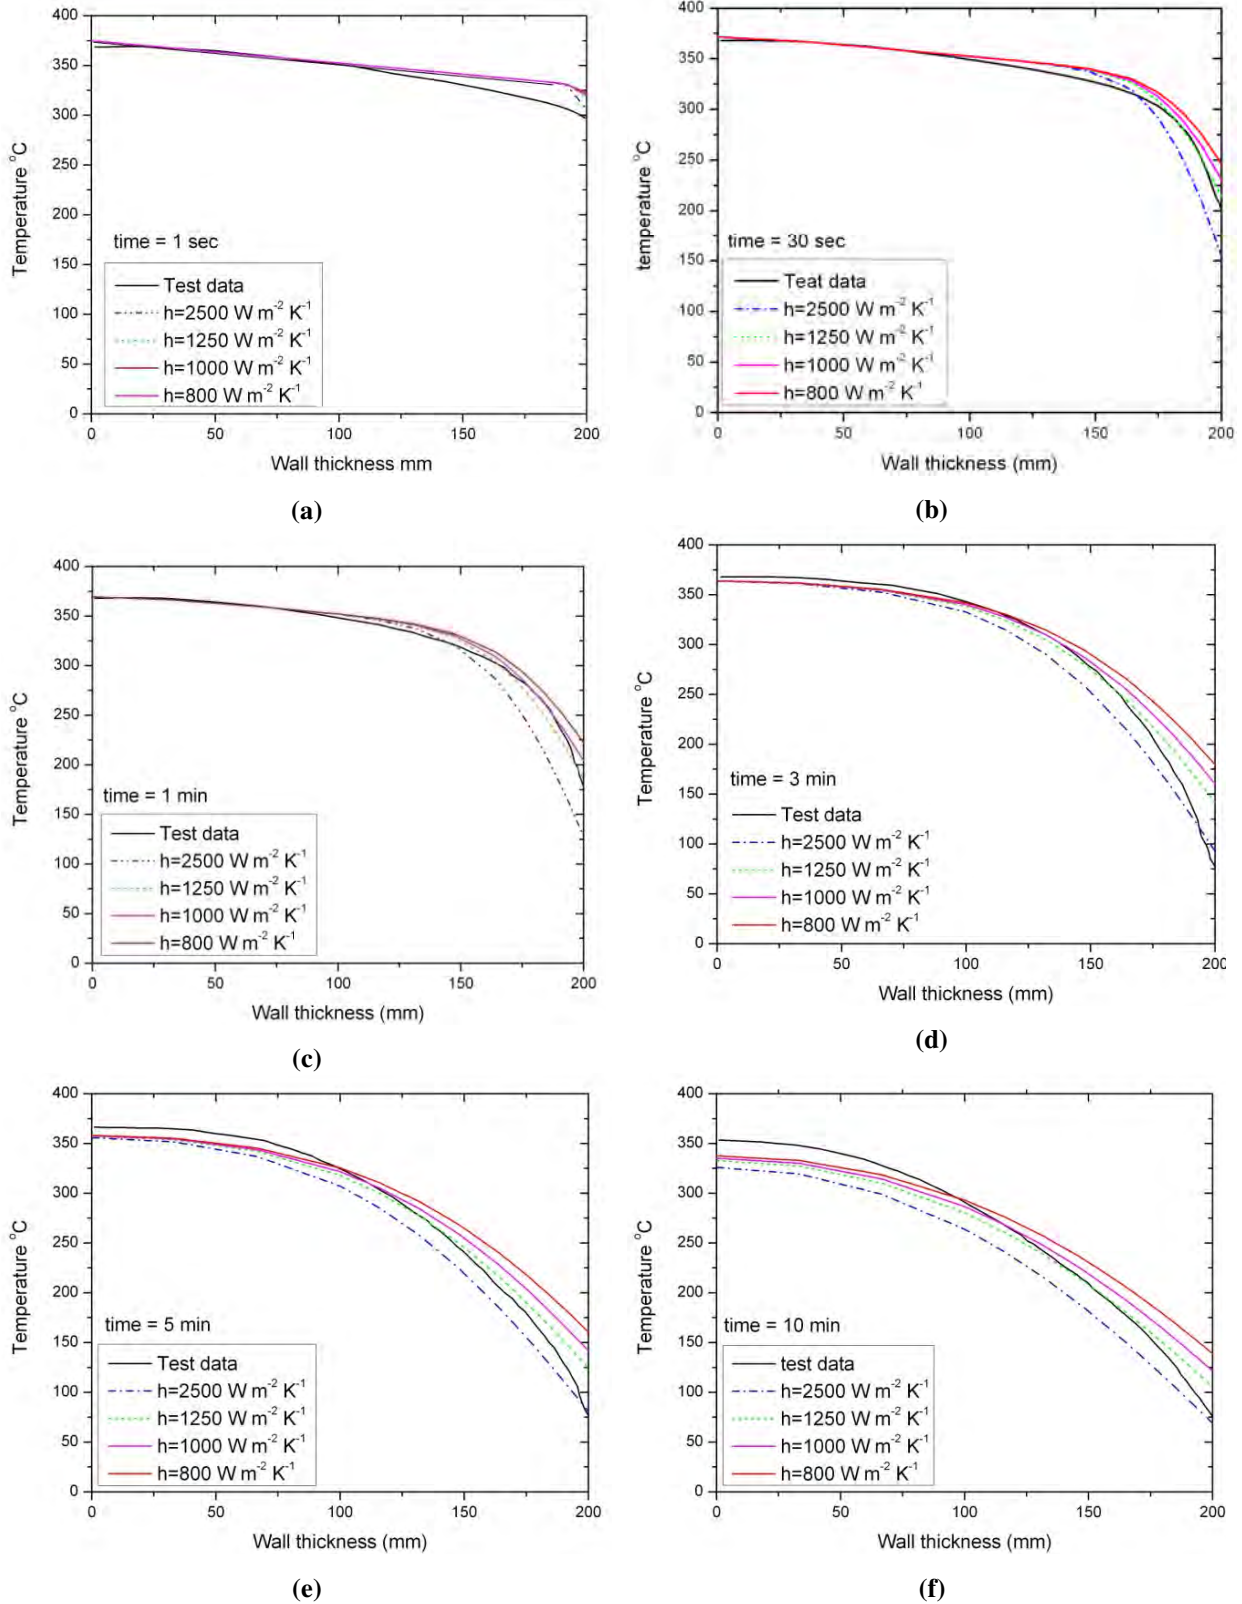 400
350
300
250
200
150
100
50
0
Temperature °C
time = 1 sec
Test data
h=2500 W m⁻² K⁻¹
h=1250 W m⁻² K⁻¹
h=1000 W m⁻² K⁻¹
h=800 W m⁻² K⁻¹
0 50 100 150 200
Wall thickness mm
(a)
400
350
300
250
200
150
100
50
0
temperature °C
time = 30 sec
Teat data
h=2500 W m⁻² K⁻¹
h=1250 W m⁻² K⁻¹
h=1000 W m⁻² K⁻¹
h=800 W m⁻² K⁻¹
0 50 100 150 200
Wall thickness (mm)
(b)
400
350
300
250
200
150
100
50
0
Temperature °C
time = 1 min
Test data
h=2500 W m⁻² K⁻¹
h=1250 W m⁻² K⁻¹
h=1000 W m⁻² K⁻¹
h=800 W m⁻² K⁻¹
0 50 100 150 200
Wall thickness (mm)
(c)
400
350
300
250
200
150
100
50
0
Temperature °C
time = 3 min
Test data
h=2500 W m⁻² K⁻¹
h=1250 W m⁻² K⁻¹
h=1000 W m⁻² K⁻¹
h=800 W m⁻² K⁻¹
0 50 100 150 200
Wall thickness (mm)
(d)
400
350
300
250
200
150
100
50
0
Temperature °C
time = 5 min
Test data
h=2500 W m⁻² K⁻¹
h=1250 W m⁻² K⁻¹
h=1000 W m⁻² K⁻¹
h=800 W m⁻² K⁻¹
0 50 100 150 200
Wall thickness (mm)
(e)
400
350
300
250
200
150
100
50
0
Temperature °C
time = 10 min
test data
h=2500 W m⁻² K⁻¹
h=1250 W m⁻² K⁻¹
h=1000 W m⁻² K⁻¹
h=800 W m⁻² K⁻¹
0 50 100 150 200
Wall thickness (mm)
(f)